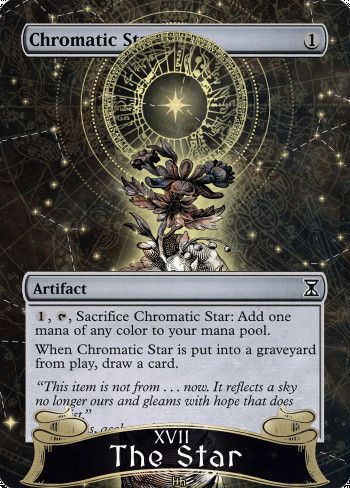 Chromatic St
1
Artifact
1, T, Sacrifice Chromatic Star: Add one
mana of any color to your mana pool.
When Chromatic Star is put into a graveyard
from play, draw a card.
"This item is not from . . . now. It reflects a sky
no longer ours and gleams with hope that does
XVII
The Star